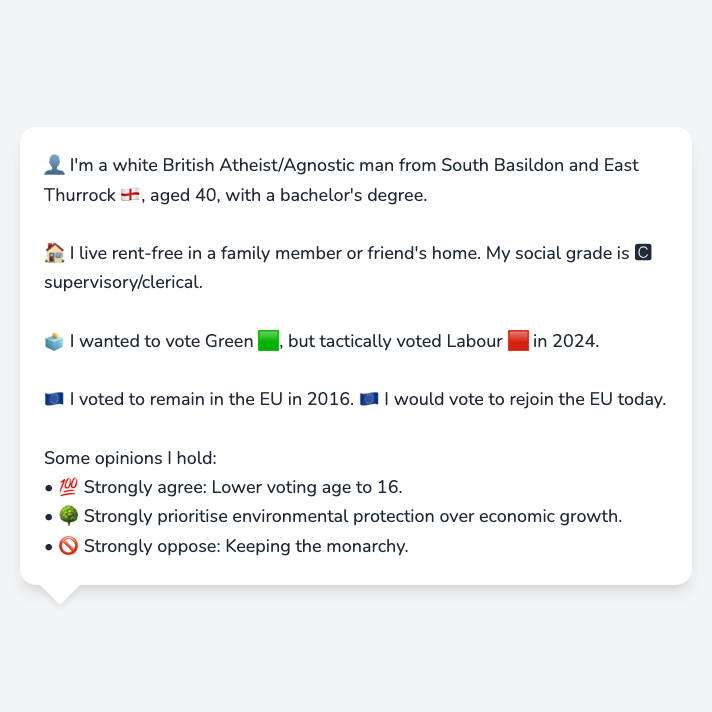 👤 I'm a white British Atheist/Agnostic man from South Basildon and East
Thurrock 🏴󠁧󠁢󠁥󠁮󠁧󠁿, aged 40, with a bachelor's degree.
🏠 I live rent-free in a family member or friend's home. My social grade is C
supervisory/clerical.
🗳️ I wanted to vote Green 🟩, but tactically voted Labour 🟥 in 2024.
🇪🇺 I voted to remain in the EU in 2016. 🇪🇺 I would vote to rejoin the EU today.
Some opinions I hold:
• 💯 Strongly agree: Lower voting age to 16.
• 🌳 Strongly prioritise environmental protection over economic growth.
• 🚫 Strongly oppose: Keeping the monarchy.